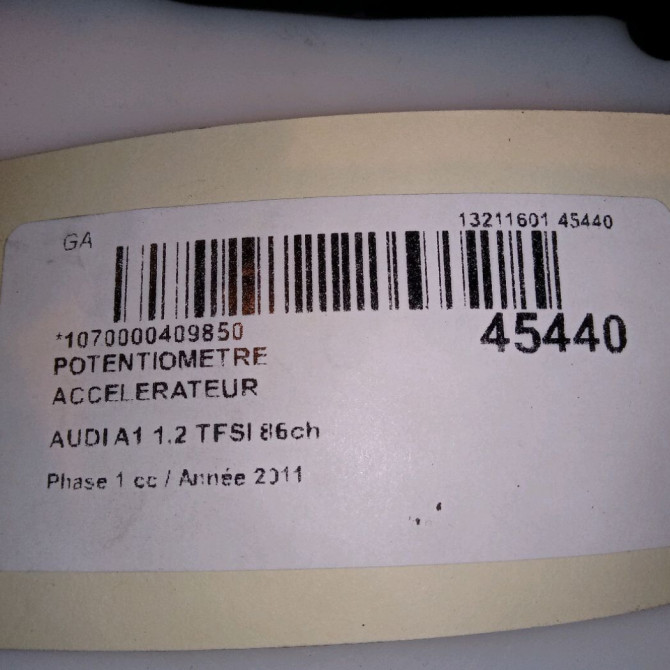 13211601 45440
GA
*1070000409850
45440
POTENTIOMETRE
ACCELERATEUR
AUDI A1 1.2 TFSI 86ch
Phase 1 cc / Année 2011